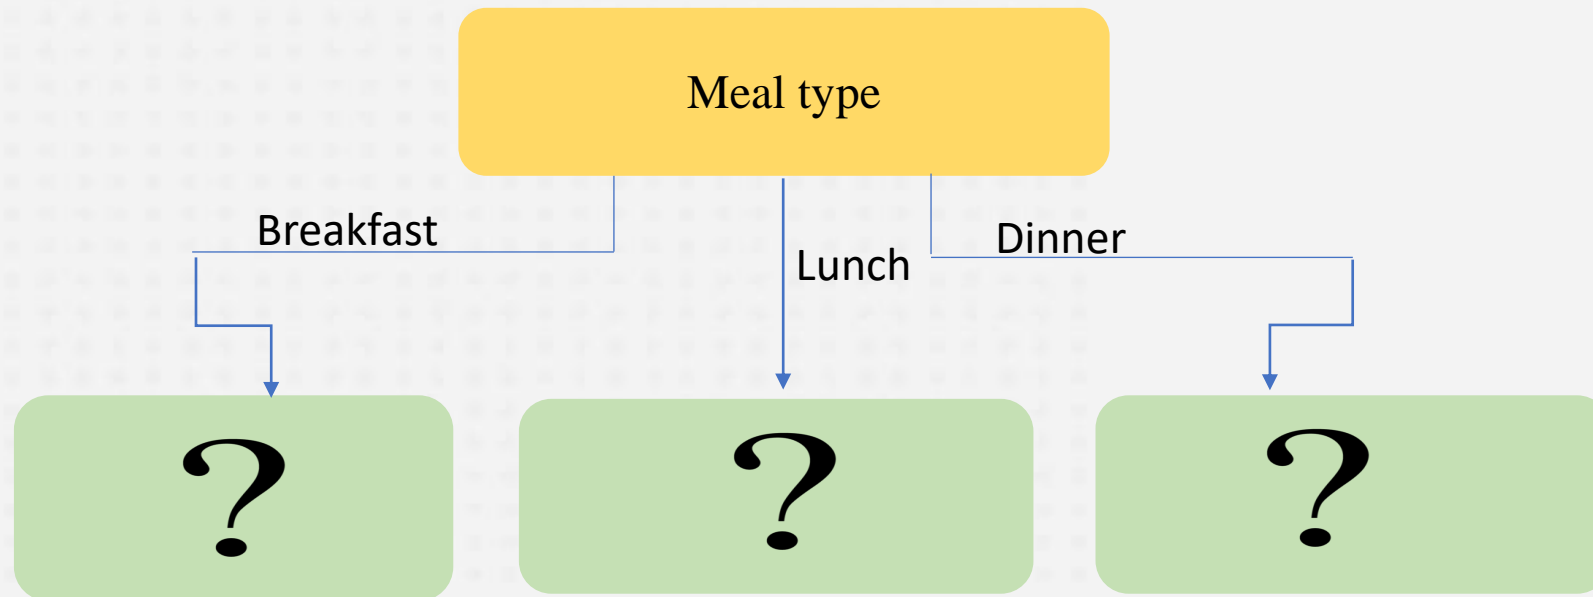 Meal type
Breakfast
Lunch
Dinner
?
?
?